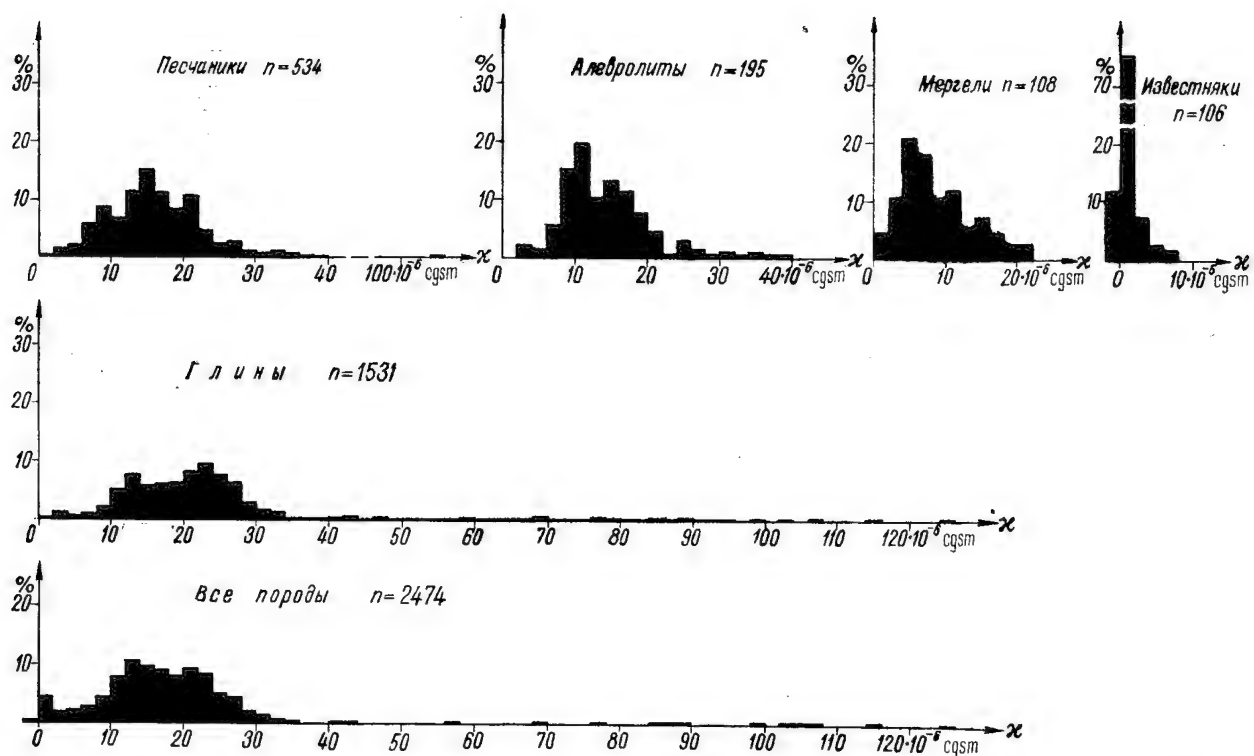 Песчаники n=534
%
30
20
10
0 10 20 30 40 100·10⁻⁶ cgsm ϰ
Алевролиты n=195
%
30
20
10
0 10 20 30 40·10⁻⁶ cgsm ϰ
Мергели n=108
%
30
20
10
0 10 20·10⁻⁶ cgsm ϰ
Известняки
n=106
%
70
20
10
0 10·10⁻⁶ cgsm ϰ
Глины n=1531
%
30
20
10
0 10 20 30 40 50 60 70 80 90 100 110 120·10⁻⁶ cgsm ϰ
Все породы n=2474
%
20
10
0 10 20 30 40 50 60 70 80 90 100 110 120·10⁻⁶ cgsm ϰ